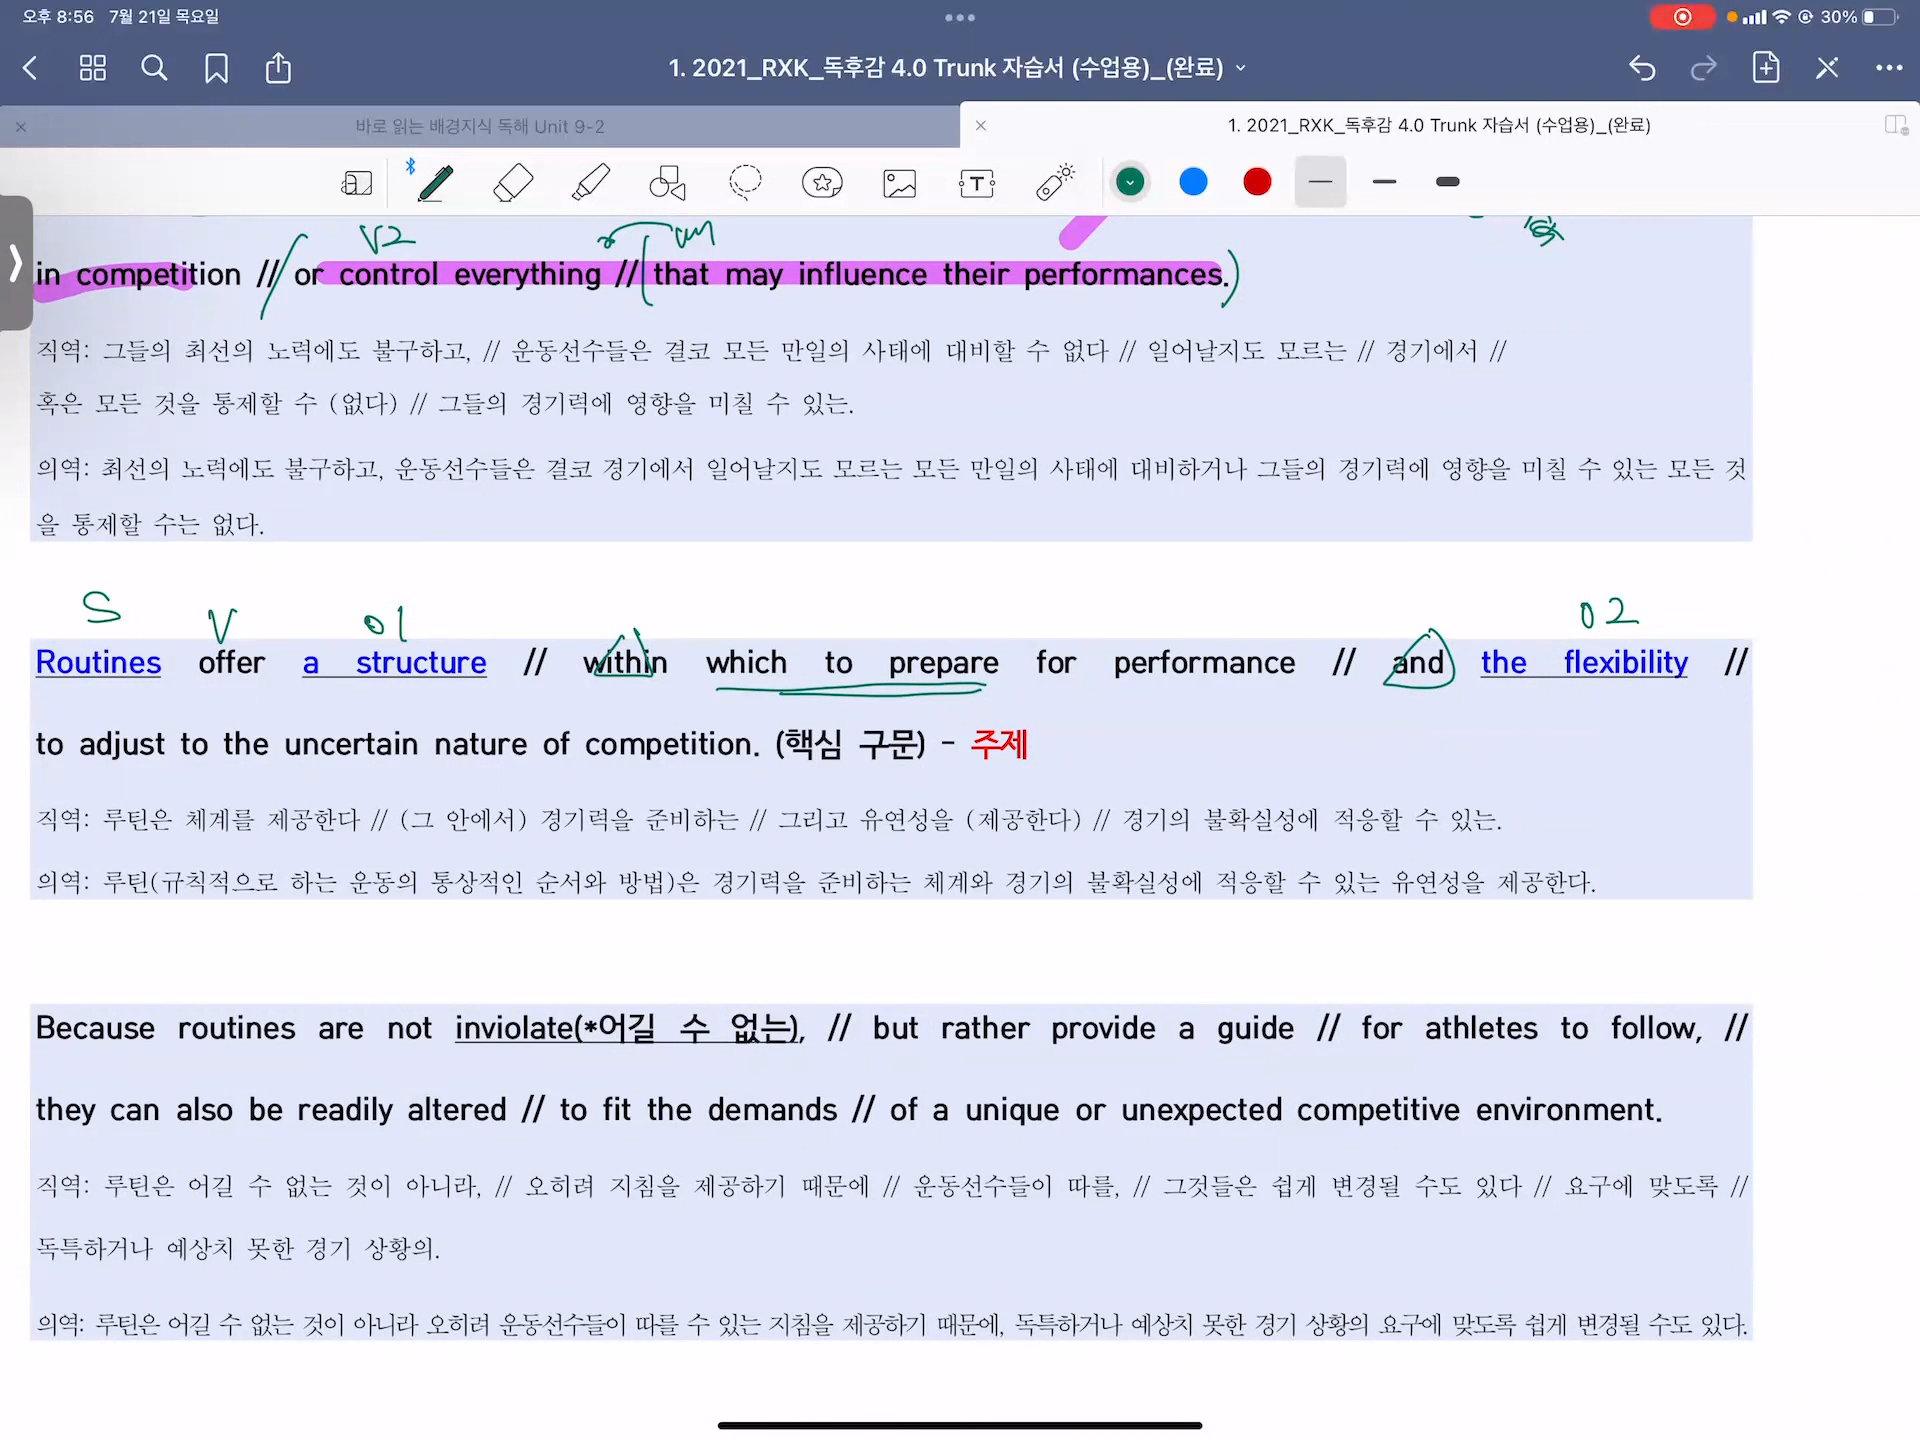 오후 8:56 7월 21일 목요일
30%
1. 2021_RXK_독후감 4.0 Trunk 자습서 (수업용)_(완료)
바로 읽는 배경지식 독해 Unit 9-2
1. 2021_RXK_독후감 4.0 Trunk 자습서 (수업용)_(완료)
V2
in competition // or control everything // (that may influence their performances.)
직역: 그들의 최선의 노력에도 불구하고, // 운동선수들은 결코 모든 만일의 사태에 대비할 수 없다 // 일어날지도 모르는 // 경기에서 //
혹은 모든 것을 통제할 수 (없다) // 그들의 경기력에 영향을 미칠 수 있는.
의역: 최선의 노력에도 불구하고, 운동선수들은 결코 경기에서 일어날지도 모르는 모든 만일의 사태에 대비하거나 그들의 경기력에 영향을 미칠 수 있는 모든 것
을 통제할 수는 없다.
S V O1 O2
Routines offer a structure // within which to prepare for performance // and the flexibility //
to adjust to the uncertain nature of competition. (핵심 구문) - 주제
직역: 루틴은 체계를 제공한다 // (그 안에서) 경기력을 준비하는 // 그리고 유연성을 (제공한다) // 경기의 불확실성에 적응할 수 있는.
의역: 루틴(규칙적으로 하는 운동의 통상적인 순서와 방법)은 경기력을 준비하는 체계와 경기의 불확실성에 적응할 수 있는 유연성을 제공한다.
Because routines are not inviolate(*어길 수 없는), // but rather provide a guide // for athletes to follow, //
they can also be readily altered // to fit the demands // of a unique or unexpected competitive environment.
직역: 루틴은 어길 수 없는 것이 아니라, // 오히려 지침을 제공하기 때문에 // 운동선수들이 따를, // 그것들은 쉽게 변경될 수도 있다 // 요구에 맞도록 //
독특하거나 예상치 못한 경기 상황의.
의역: 루틴은 어길 수 없는 것이 아니라 오히려 운동선수들이 따를 수 있는 지침을 제공하기 때문에, 독특하거나 예상치 못한 경기 상황의 요구에 맞도록 쉽게 변경될 수도 있다.